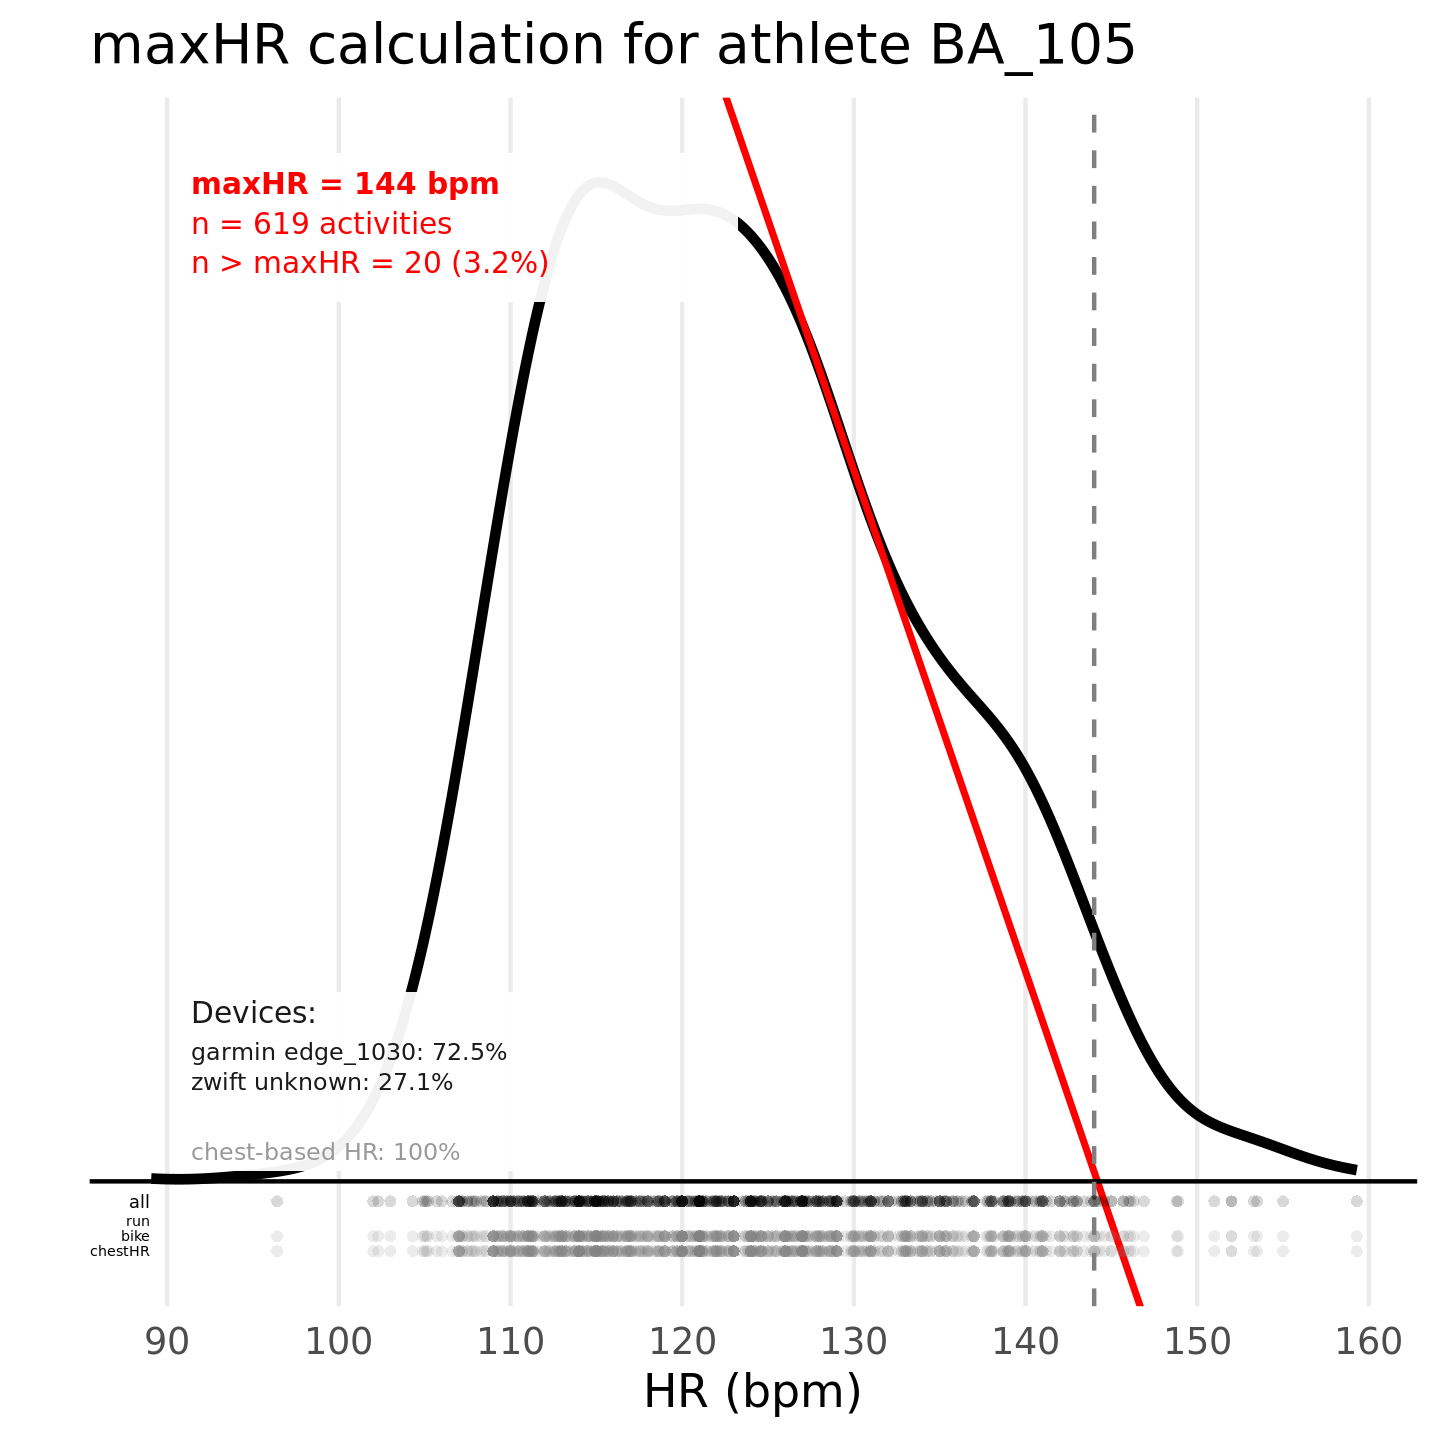 maxHR calculation for athlete BA_105
maxHR = 144 bpm
n = 619 activities
n > maxHR = 20 (3.2%)
Devices:
garmin edge_1030: 72.5%
zwift unknown: 27.1%
chest-based HR: 100%
all
run
bike
chestHR
90 100 110 120 130 140 150 160
HR (bpm)